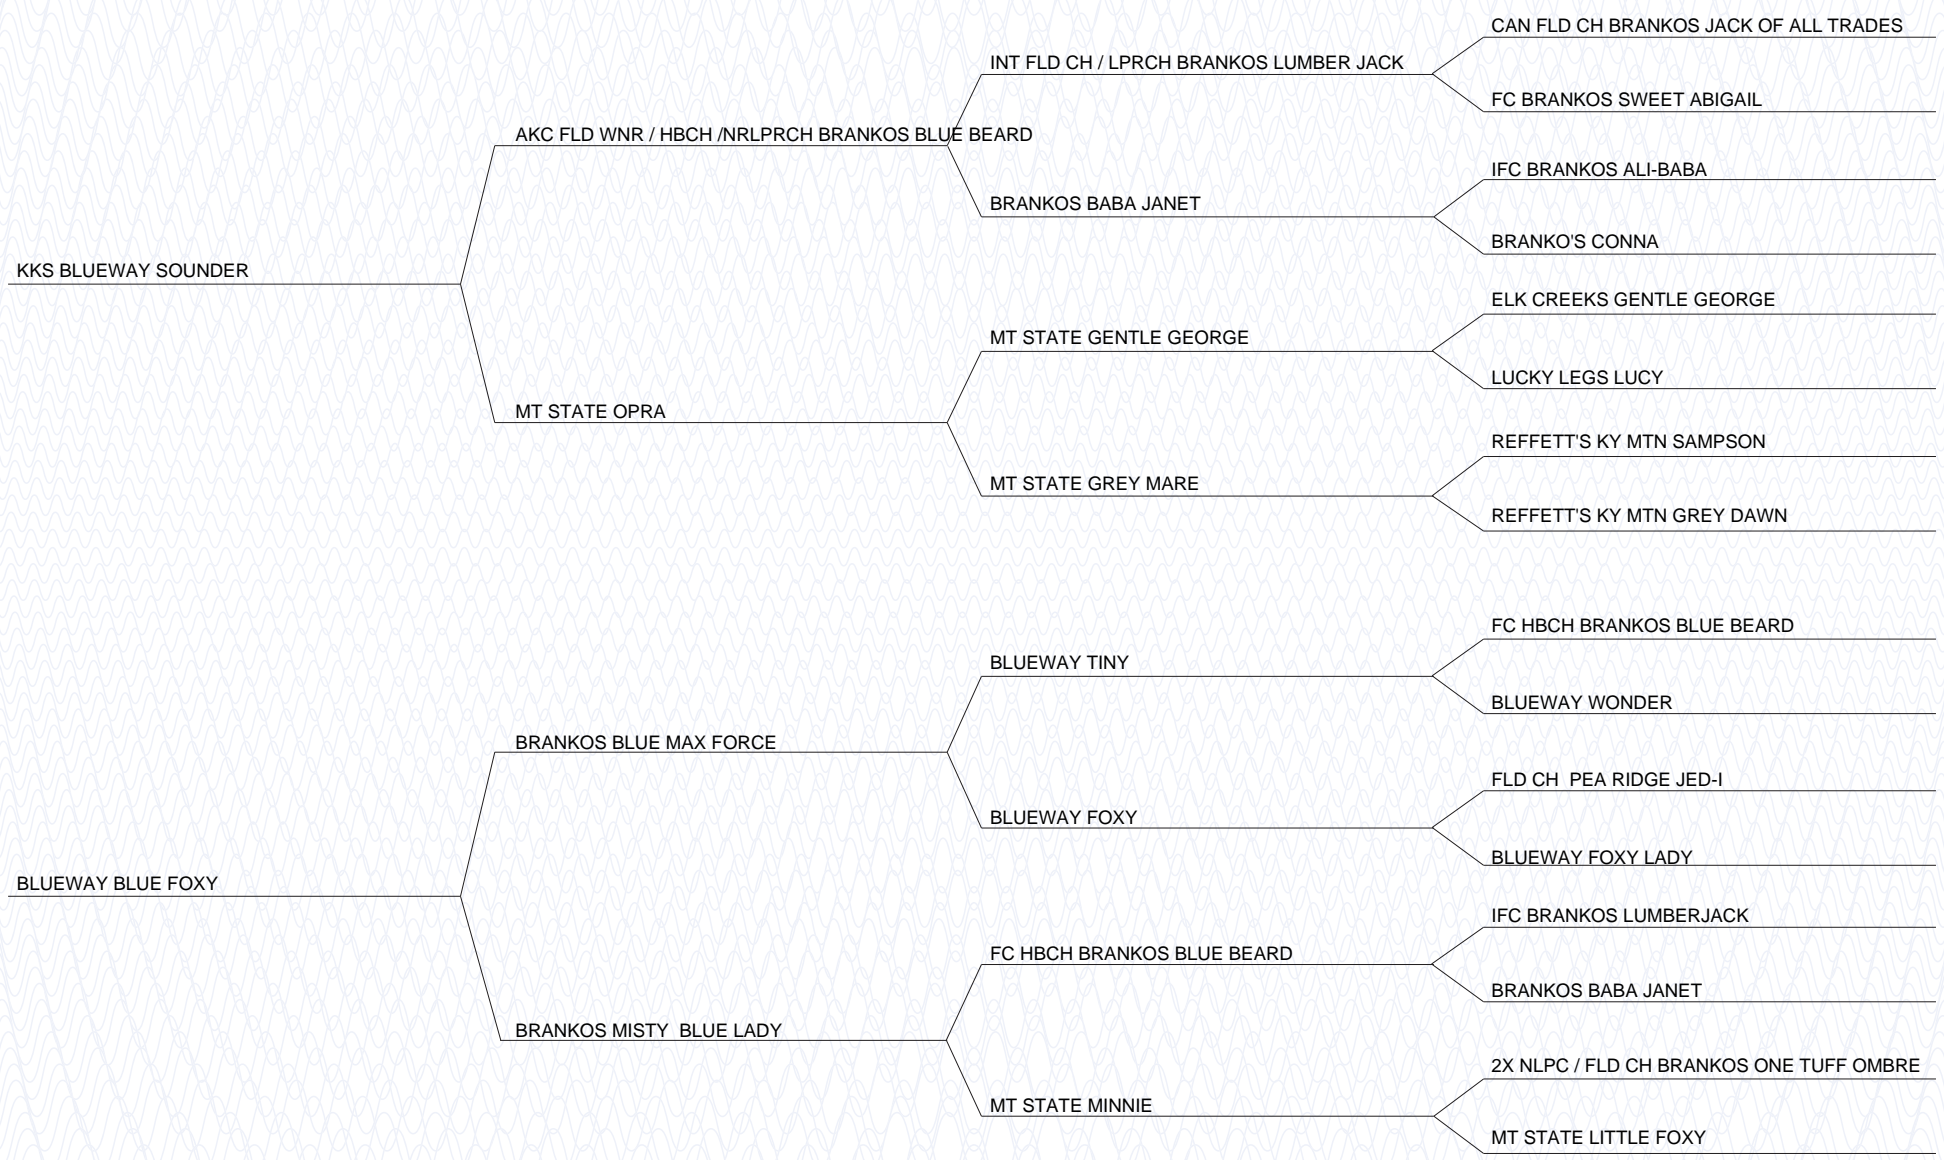 CAN FLD CH BRANKOS JACK OF ALL TRADES
INT FLD CH / LPRCH BRANKOS LUMBER JACK
FC BRANKOS SWEET ABIGAIL
AKC FLD WNR / HBCH /NRLPRCH BRANKOS BLUE BEARD
IFC BRANKOS ALI-BABA
BRANKOS BABA JANET
BRANKO'S CONNA
KKS BLUEWAY SOUNDER
ELK CREEKS GENTLE GEORGE
MT STATE GENTLE GEORGE
LUCKY LEGS LUCY
MT STATE OPRA
REFFETT'S KY MTN SAMPSON
MT STATE GREY MARE
REFFETT'S KY MTN GREY DAWN
FC HBCH BRANKOS BLUE BEARD
BLUEWAY TINY
BLUEWAY WONDER
BRANKOS BLUE MAX FORCE
FLD CH  PEA RIDGE JED-I
BLUEWAY FOXY
BLUEWAY FOXY LADY
BLUEWAY BLUE FOXY
IFC BRANKOS LUMBERJACK
FC HBCH BRANKOS BLUE BEARD
BRANKOS BABA JANET
BRANKOS MISTY  BLUE LADY
2X NLPC / FLD CH BRANKOS ONE TUFF OMBRE
MT STATE MINNIE
MT STATE LITTLE FOXY